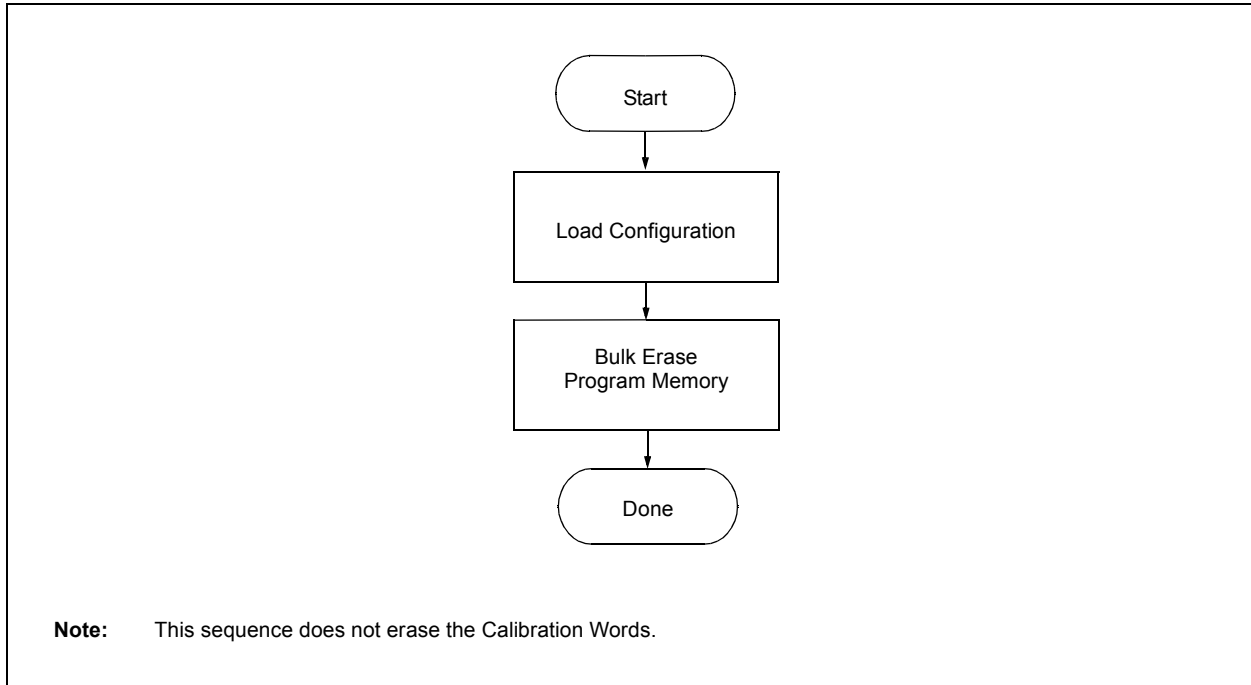 Start
Load Configuration
Bulk Erase
Program Memory
Done
Note: This sequence does not erase the Calibration Words.